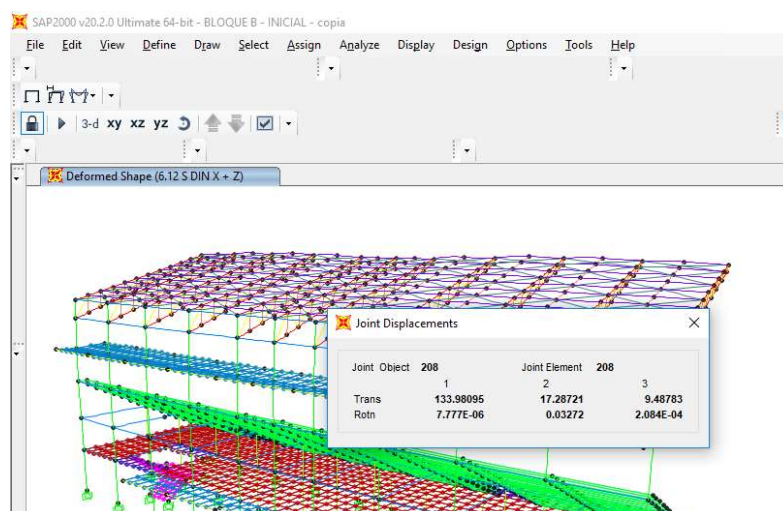 SAP2000 v20.2.0 Ultimate 64-bit - BLOQUE B - INICIAL - copia
File Edit View Define Draw Select Assign Analyze Display Design Options Tools Help
3-d xy xz yz
Deformed Shape (6.12 S DIN X + Z)
Joint Displacements
Joint Object 208 Joint Element 208
1 2 3
Trans 133.98095 17.28721 9.48783
Rotn 7.777E-06 0.03272 2.084E-04